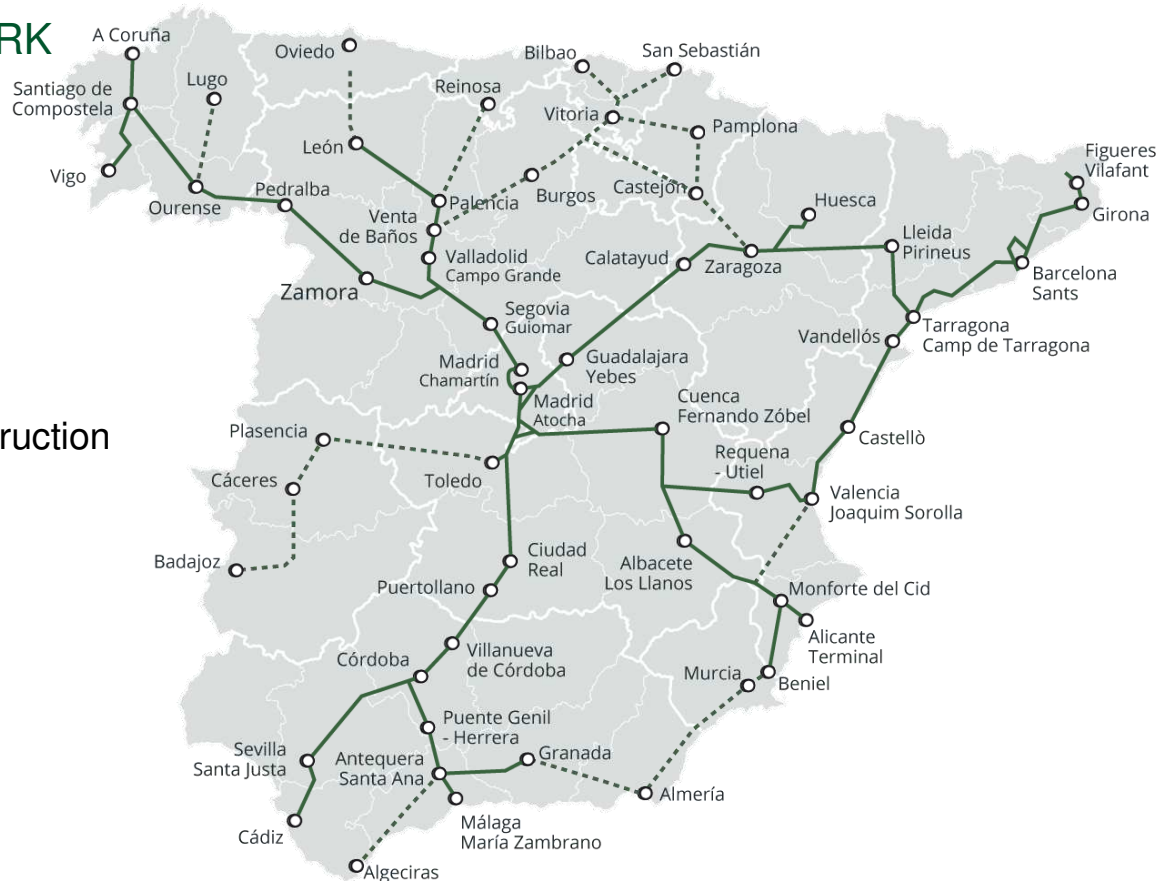 RK
A Coruña
Oviedo
Bilbao
San Sebastián
Santiago de
Compostela
Lugo
Reinosa
Vitoria
Pamplona
León
Vigo
Figueres
Vilafant
Ourense
Pedralba
Palencia
Burgos
Castejón
Huesca
Girona
Venta
de Baños
Lleida
Pirineus
Valladolid
Campo Grande
Calatayud
Zaragoza
Barcelona
Sants
Zamora
Segovia
Guiomar
Tarragona
Camp de Tarragona
Vandellós
Madrid
Chamartín
Guadalajara
Yebes
Madrid
Atocha
Cuenca
Fernando Zóbel
ruction
Plasencia
Castellò
Requena
- Utiel
Cáceres
Toledo
Valencia
Joaquim Sorolla
Badajoz
Ciudad
Real
Albacete
Los Llanos
Puertollano
Monforte del Cid
Alicante
Terminal
Córdoba
Villanueva
de Córdoba
Murcia
Beniel
Puente Genil
- Herrera
Sevilla
Santa Justa
Antequera
Santa Ana
Granada
Almería
Cádiz
Málaga
María Zambrano
Algeciras